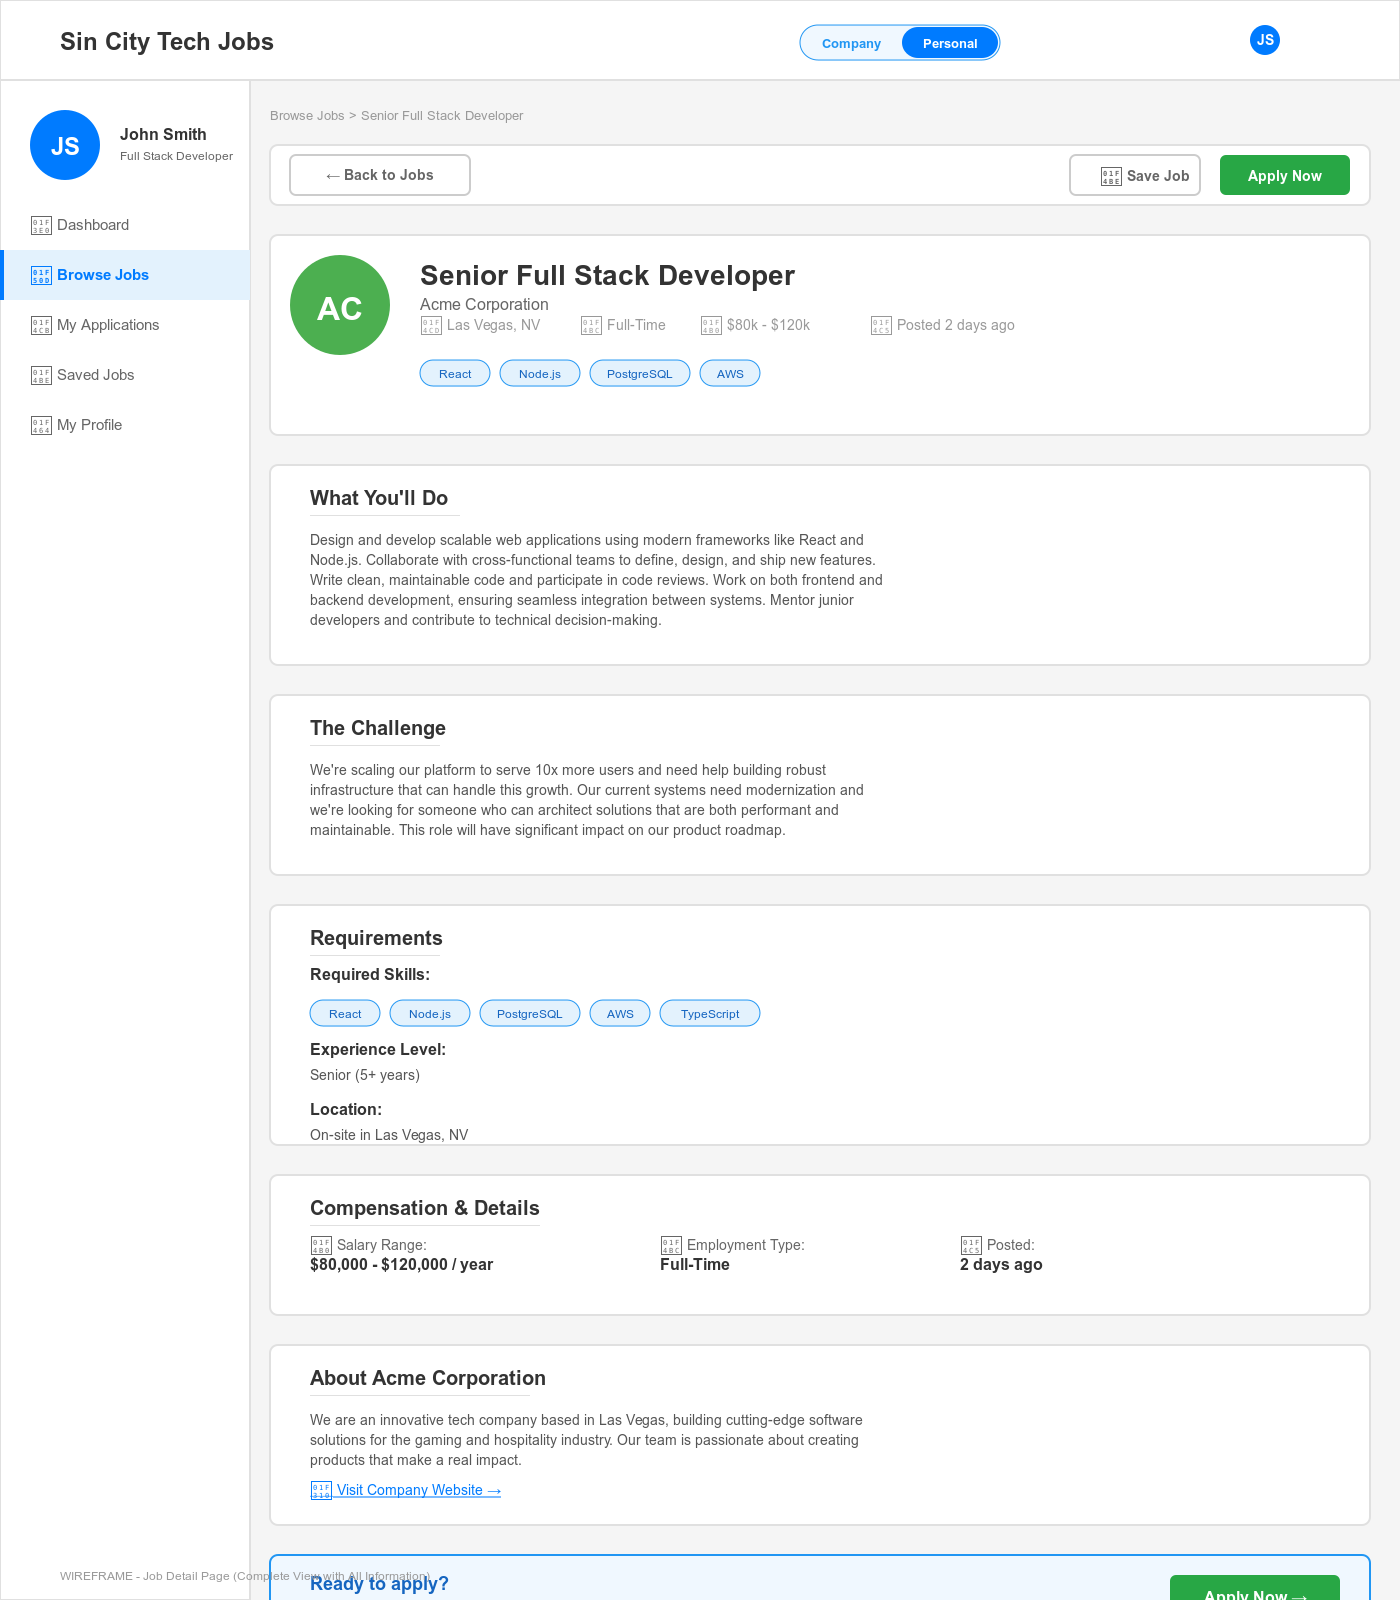 Sin City Tech Jobs
Company
Personal
JS
JS
John Smith
Full Stack Developer
Dashboard
Browse Jobs
My Applications
Saved Jobs
My Profile
Browse Jobs > Senior Full Stack Developer
← Back to Jobs
Save Job
Apply Now
AC
Senior Full Stack Developer
Acme Corporation
Las Vegas, NV
Full-Time
$80k - $120k
Posted 2 days ago
React
Node.js
PostgreSQL
AWS
What You'll Do
Design and develop scalable web applications using modern frameworks like React and
Node.js. Collaborate with cross-functional teams to define, design, and ship new features.
Write clean, maintainable code and participate in code reviews. Work on both frontend and
backend development, ensuring seamless integration between systems. Mentor junior
developers and contribute to technical decision-making.
The Challenge
We're scaling our platform to serve 10x more users and need help building robust
infrastructure that can handle this growth. Our current systems need modernization and
we're looking for someone who can architect solutions that are both performant and
maintainable. This role will have significant impact on our product roadmap.
Requirements
Required Skills:
React
Node.js
PostgreSQL
AWS
TypeScript
Experience Level:
Senior (5+ years)
Location:
On-site in Las Vegas, NV
Compensation & Details
Salary Range:
$80,000 - $120,000 / year
Employment Type:
Full-Time
Posted:
2 days ago
About Acme Corporation
We are an innovative tech company based in Las Vegas, building cutting-edge software
solutions for the gaming and hospitality industry. Our team is passionate about creating
products that make a real impact.
Visit Company Website →
Ready to apply?
Apply Now →
WIREFRAME - Job Detail Page (Complete View with All Information)